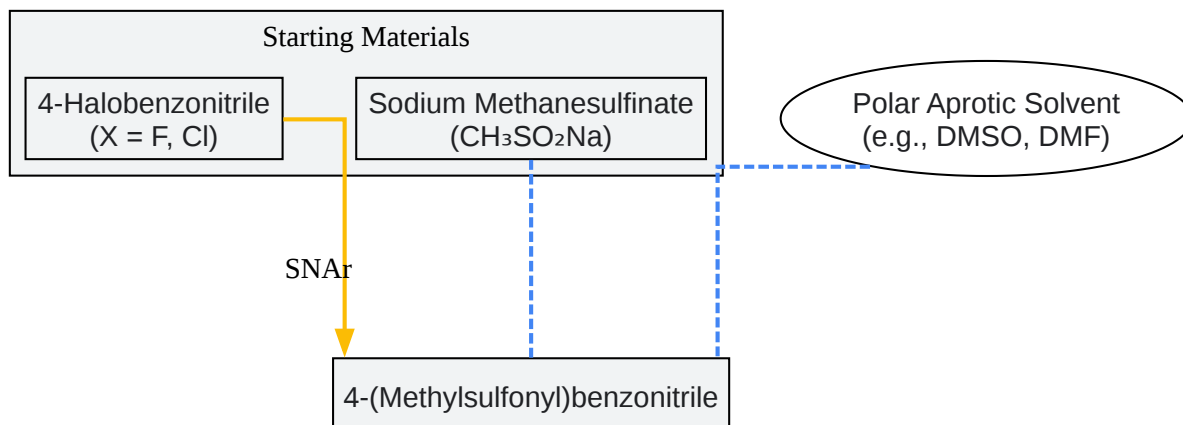 Starting Materials
4-Halobenzonitrile
(X = F, Cl)
Sodium Methanesulfinate
(CH₃SO₂Na)
Polar Aprotic Solvent
(e.g., DMSO, DMF)
SNAr
4-(Methylsulfonyl)benzonitrile